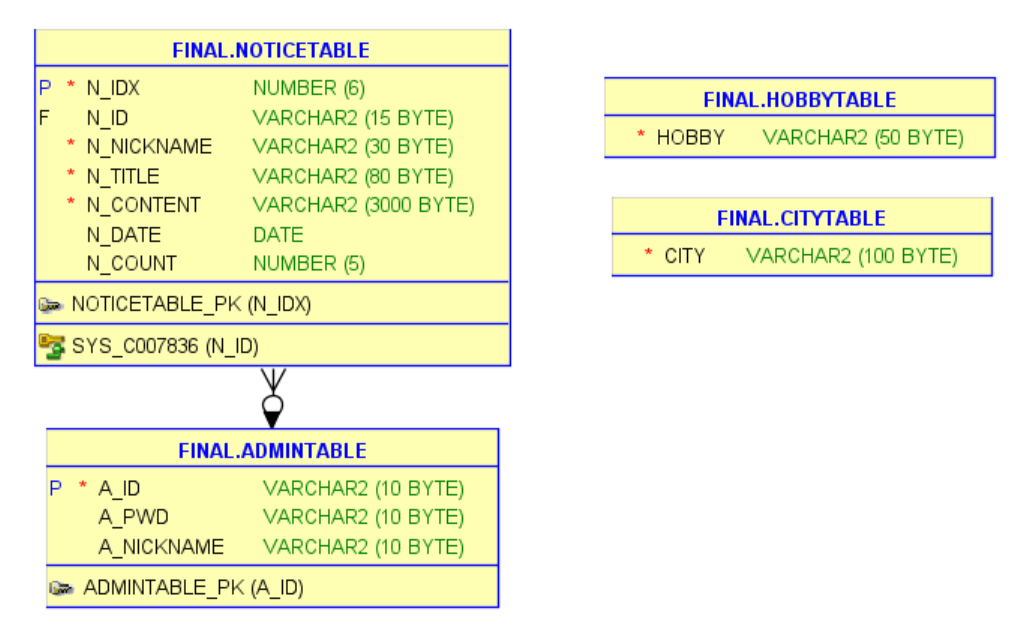 FINAL.NOTICETABLE
P * N_IDX NUMBER (6)
F N_ID VARCHAR2 (15 BYTE)
* N_NICKNAME VARCHAR2 (30 BYTE)
* N_TITLE VARCHAR2 (80 BYTE)
* N_CONTENT VARCHAR2 (3000 BYTE)
N_DATE DATE
N_COUNT NUMBER (5)
NOTICETABLE_PK (N_IDX)
SYS_C007836 (N_ID)
FINAL.ADMINTABLE
P * A_ID VARCHAR2 (10 BYTE)
A_PWD VARCHAR2 (10 BYTE)
A_NICKNAME VARCHAR2 (10 BYTE)
ADMINTABLE_PK (A_ID)
FINAL.HOBBYTABLE
* HOBBY VARCHAR2 (50 BYTE)
FINAL.CITYTABLE
* CITY VARCHAR2 (100 BYTE)